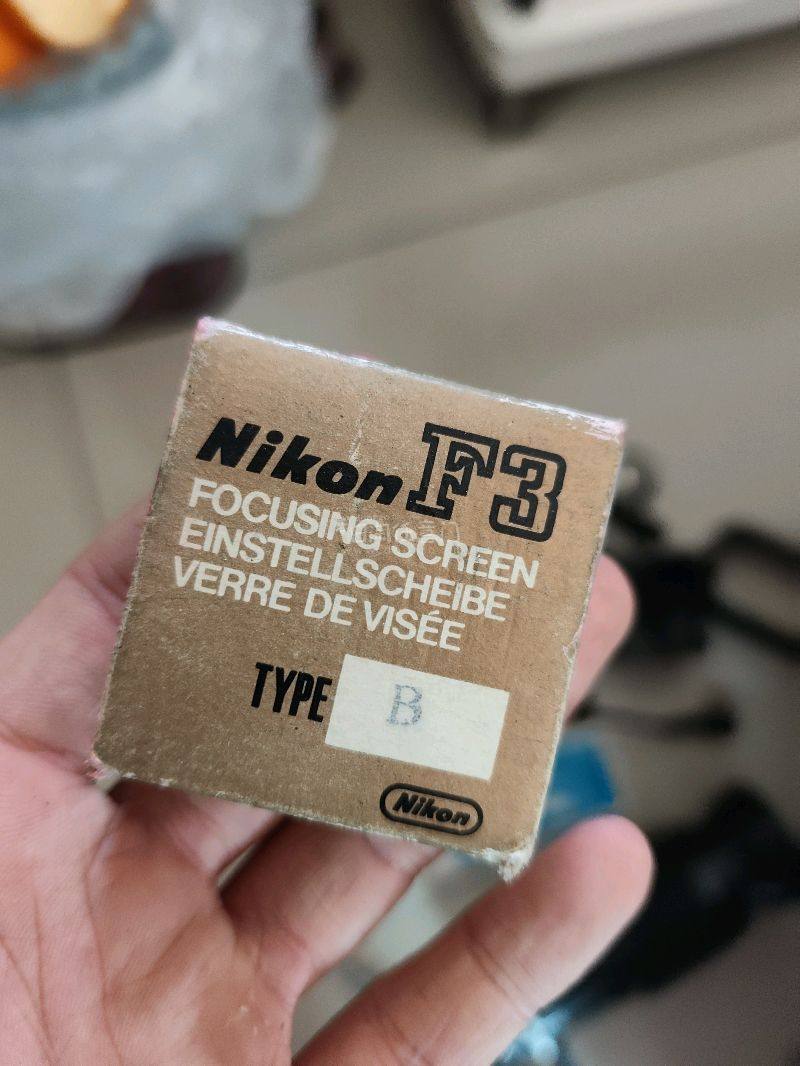 Nikon F3
FOCUSING SCREEN
EINSTELLSCHEIBE
VERRE DE VISÉE
TYPE B
Nikon